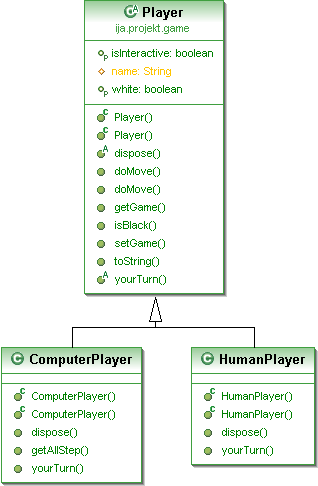 Player
ija.projekt.game
isInteractive: boolean
name: String
white: boolean
Player()
Player()
dispose()
doMove()
doMove()
getGame()
isBlack()
setGame()
toString()
yourTurn()
ComputerPlayer
ComputerPlayer()
ComputerPlayer()
dispose()
getAllStep()
yourTurn()
HumanPlayer
HumanPlayer()
HumanPlayer()
dispose()
yourTurn()